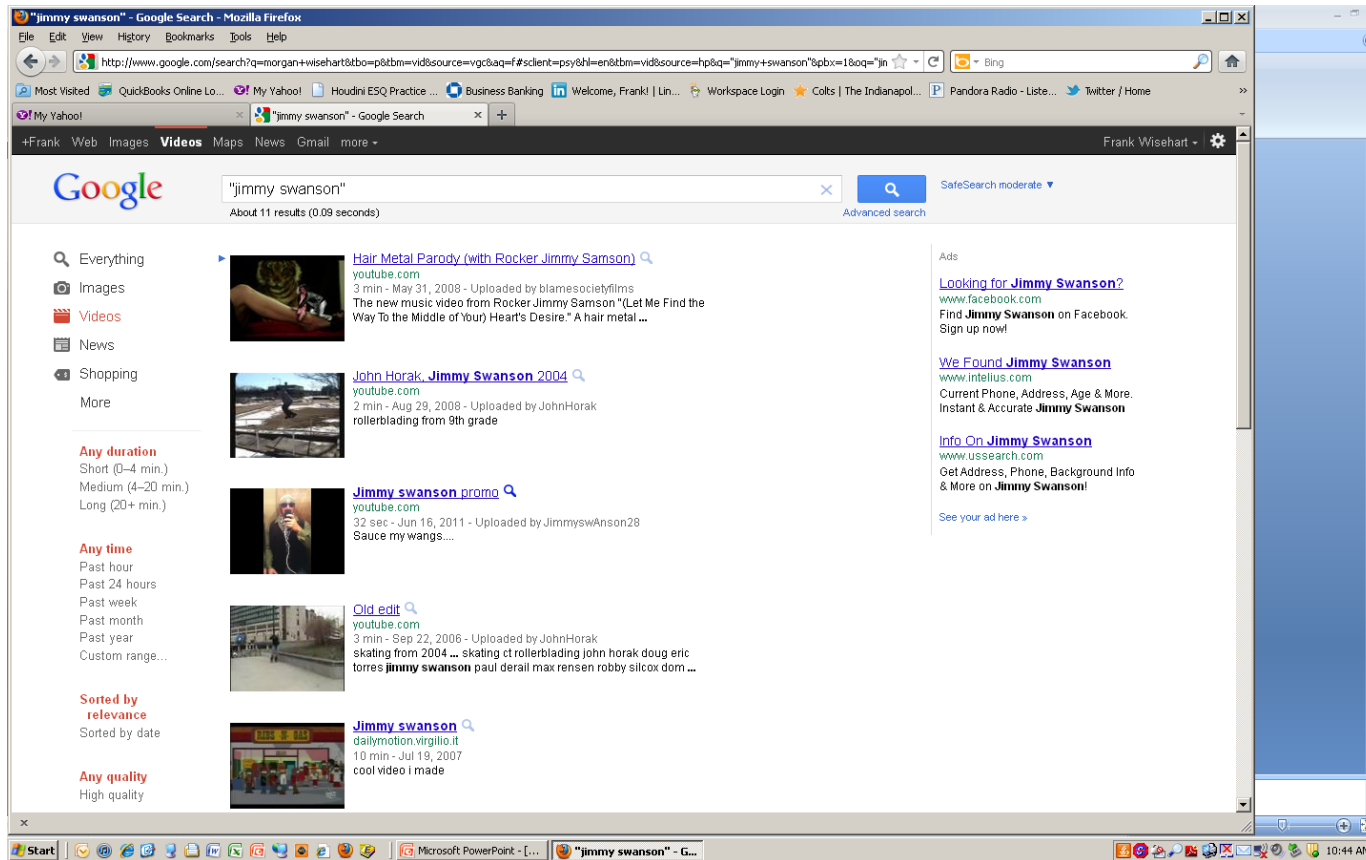 "jimmy swanson" - Google Search - Mozilla Firefox
File Edit View History Bookmarks Tools Help
http://www.google.com/search?q=morgan+wisehart&tbo=p&tbm=vid&source=vgc&aq=f#sclient=psy&hl=en&tbm=vid&source=hp&q="jimmy+swanson"&pbx=1&oq="jin Bing
Most Visited QuickBooks Online Lo... My Yahoo! Houdini ESQ Practice ... Business Banking Welcome, Frank! | Lin... Workspace Login Colts | The Indianapol... Pandora Radio - Liste... Twitter / Home »
My Yahoo! "jimmy swanson" - Google Search
+Frank Web Images Videos Maps News Gmail more Frank Wisehart
Google "jimmy swanson" SafeSearch moderate
About 11 results (0.09 seconds) Advanced search
Everything
Images
Videos
News
Shopping
More
Any duration
Short (0–4 min.)
Medium (4–20 min.)
Long (20+ min.)
Any time
Past hour
Past 24 hours
Past week
Past month
Past year
Custom range...
Sorted by
relevance
Sorted by date
Any quality
High quality
Hair Metal Parody (with Rocker Jimmy Samson)
youtube.com
3 min - May 31, 2008 - Uploaded by blamesocietyfilms
The new music video from Rocker Jimmy Samson "(Let Me Find the
Way To the Middle of Your) Heart's Desire." A hair metal ...
John Horak, Jimmy Swanson 2004
youtube.com
2 min - Aug 29, 2008 - Uploaded by JohnHorak
rollerblading from 9th grade
Jimmy swanson promo
youtube.com
32 sec - Jun 16, 2011 - Uploaded by JimmyswAnson28
Sauce my wangs....
Old edit
youtube.com
3 min - Sep 22, 2006 - Uploaded by JohnHorak
skating from 2004 ... skating ct rollerblading john horak doug eric
torres jimmy swanson paul derail max rensen robby silcox dom ...
RIBS N GAS
Jimmy swanson
dailymotion.virgilio.it
10 min - Jul 19, 2007
cool video i made
Ads
Looking for Jimmy Swanson?
www.facebook.com
Find Jimmy Swanson on Facebook.
Sign up now!
We Found Jimmy Swanson
www.intelius.com
Current Phone, Address, Age & More.
Instant & Accurate Jimmy Swanson
Info On Jimmy Swanson
www.ussearch.com
Get Address, Phone, Background Info
& More on Jimmy Swanson!
See your ad here »
Start Microsoft PowerPoint - [... "jimmy swanson" - G... 10:44 AM